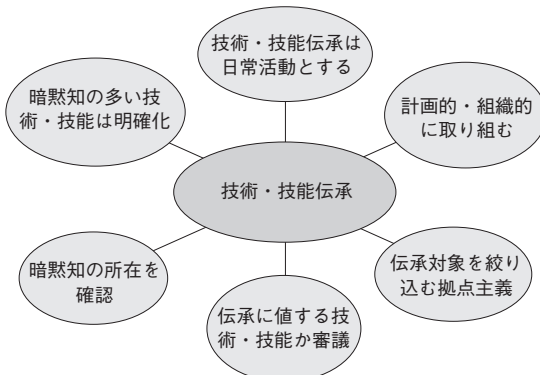 技術・技能伝承は
日常活動とする
暗黙知の多い技
術・技能は明確化
計画的・組織的
に取り組む
技術・技能伝承
暗黙知の所在を
確認
伝承対象を絞り
込む拠点主義
伝承に値する技
術・技能か審議